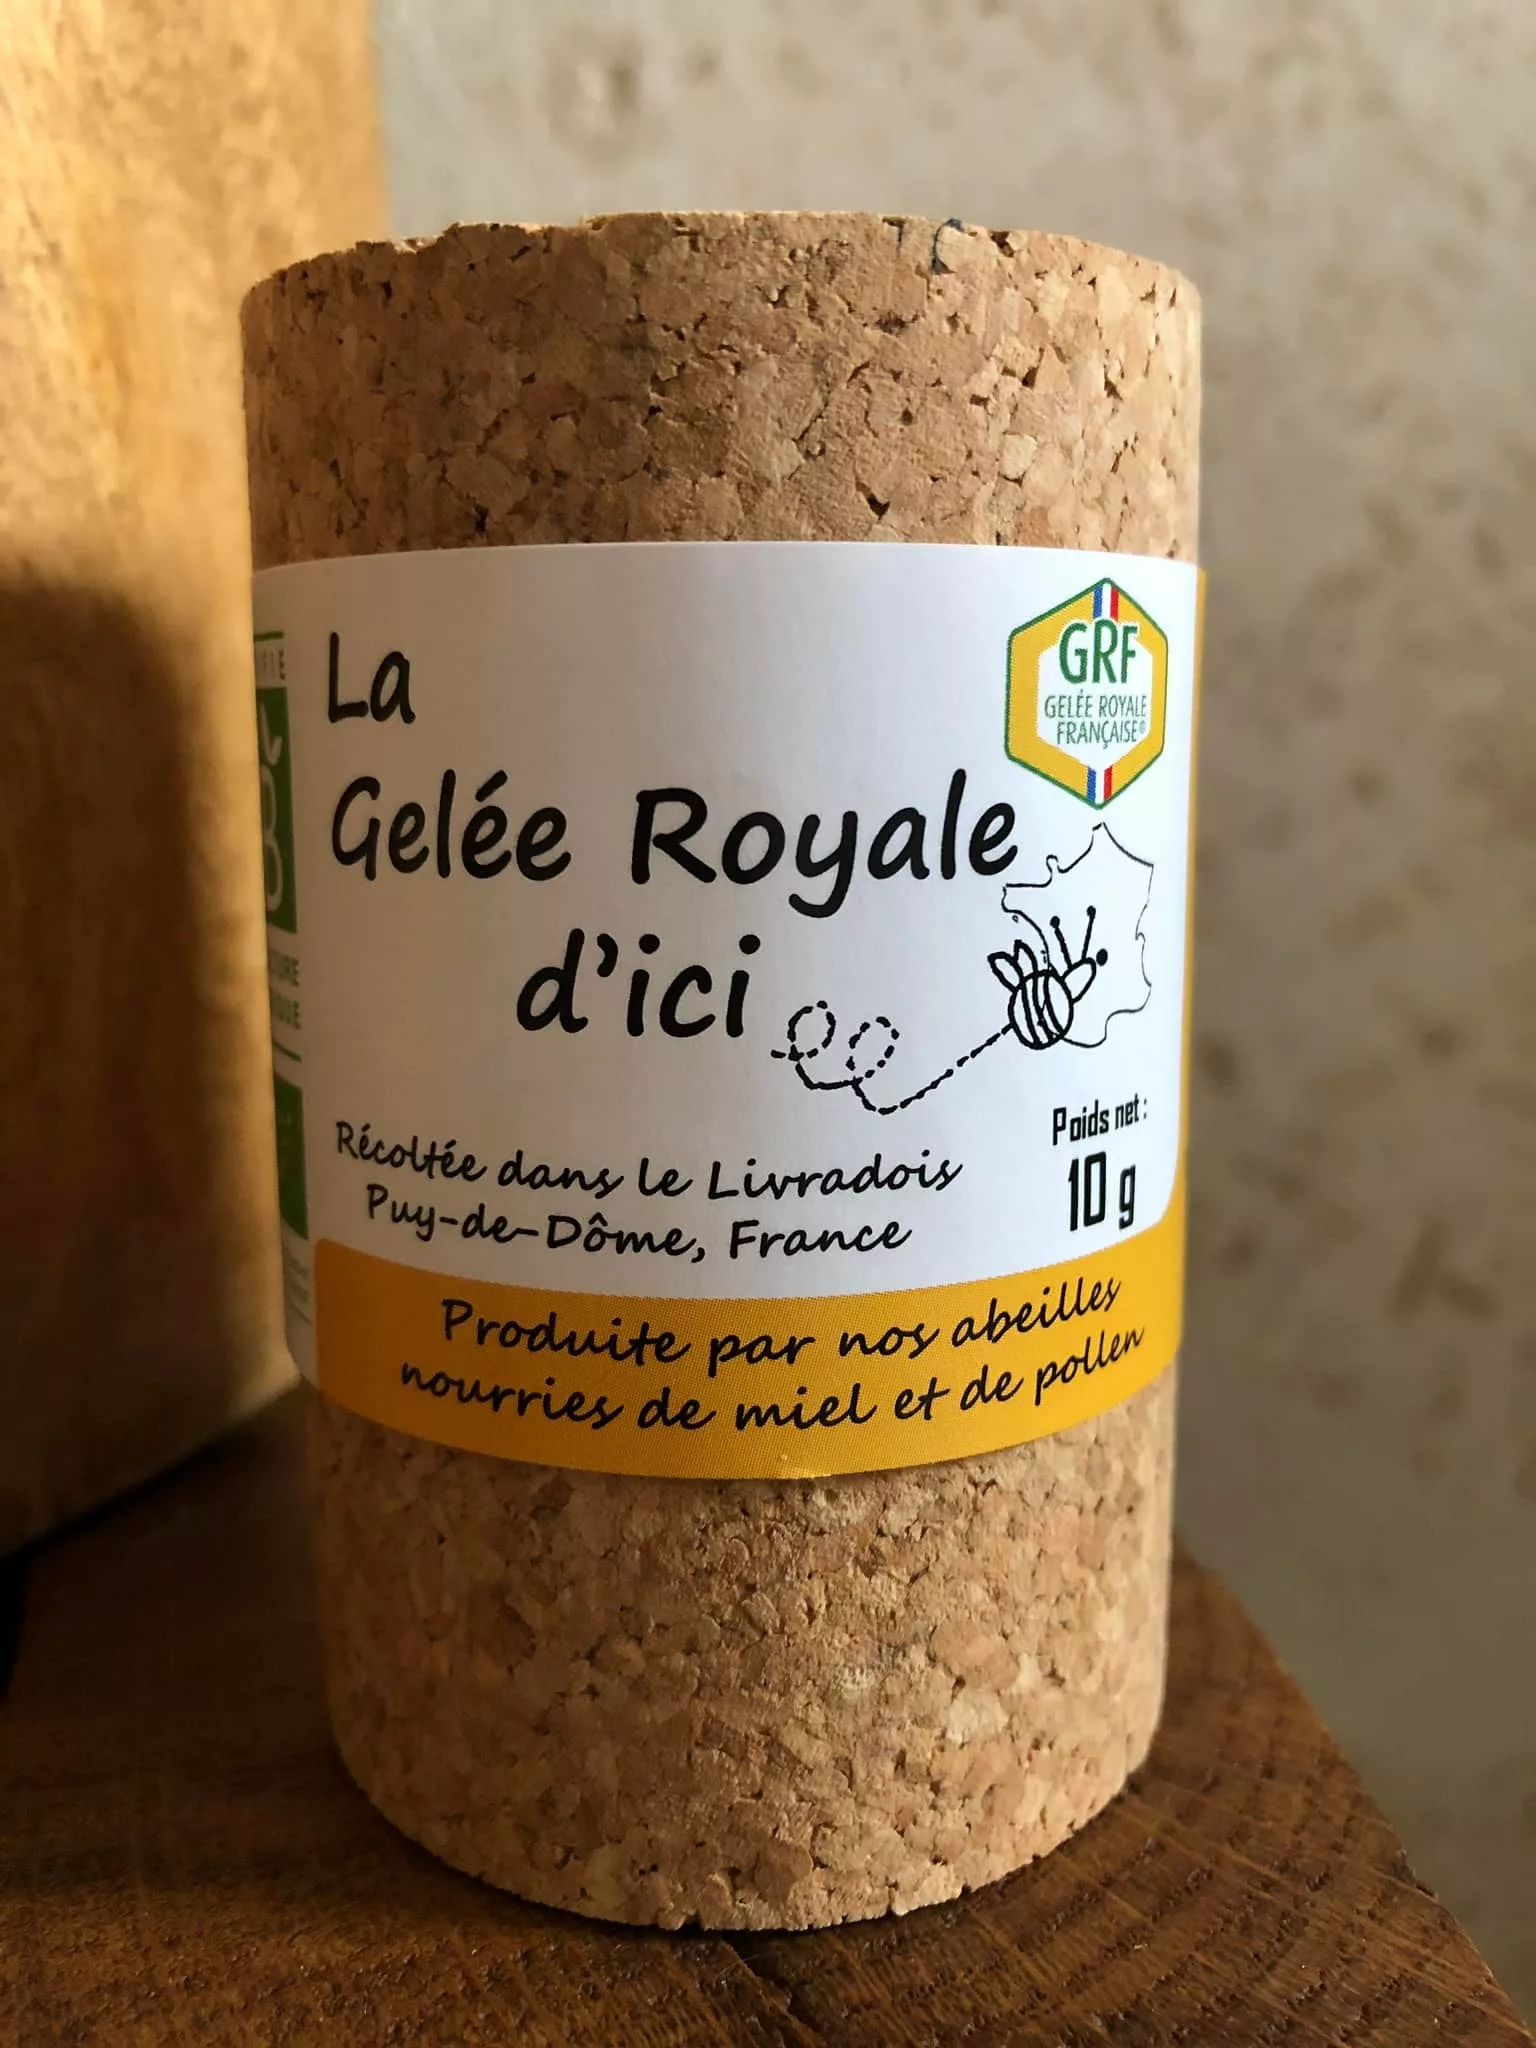 La
Gelée Royale
d'ici
GRF
GELÉE ROYALE
FRANÇAISE®
Récoltée dans le Livradois
Puy-de-Dôme, France
Poids net :
10 g
Produite par nos abeilles
nourries de miel et de pollen